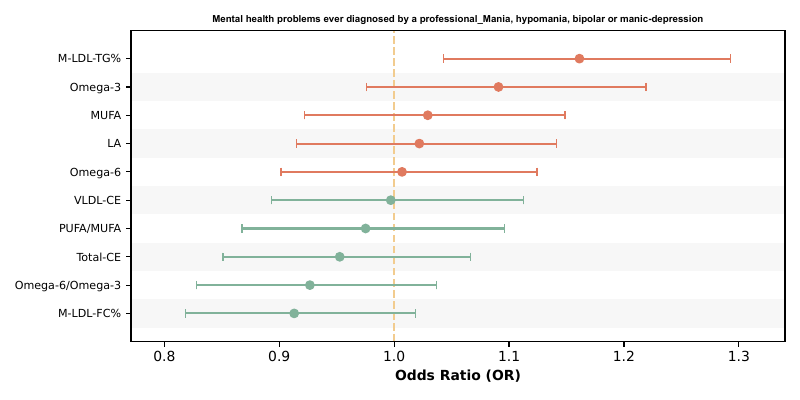 Mental health problems ever diagnosed by a professional_Mania, hypomania, bipolar or manic-depression
M-LDL-TG%
Omega-3
MUFA
LA
Omega-6
VLDL-CE
PUFA/MUFA
Total-CE
Omega-6/Omega-3
M-LDL-FC%
0.8 0.9 1.0 1.1 1.2 1.3
Odds Ratio (OR)